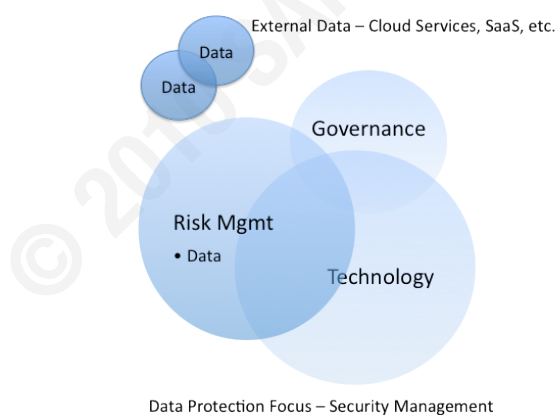 External Data – Cloud Services, SaaS, etc.
Data
Data
Governance
Risk Mgmt
• Data
Technology
Data Protection Focus – Security Management